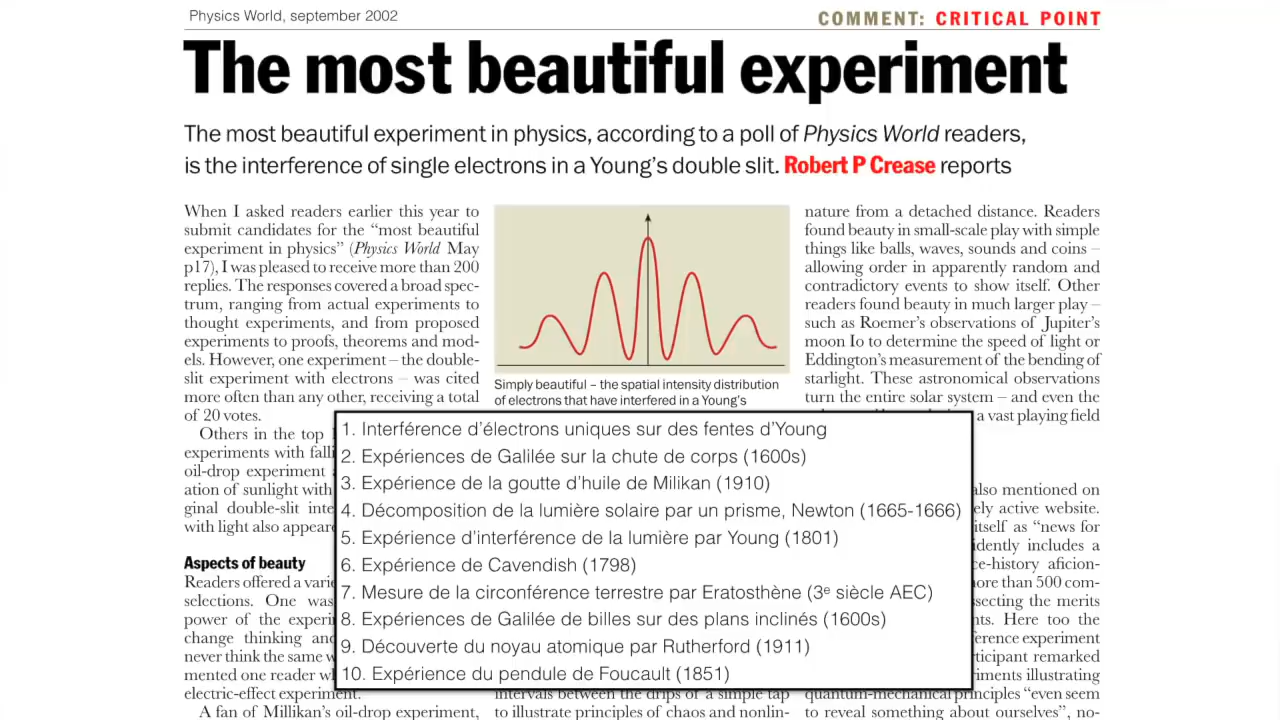 Physics World, september 2002
COMMENT: CRITICAL POINT
The most beautiful experiment
The most beautiful experiment in physics, according to a poll of Physics World readers,
is the interference of single electrons in a Young's double slit. Robert P Crease reports
When I asked readers earlier this year to
submit candidates for the "most beautiful
experiment in physics" (Physics World May
p17), I was pleased to receive more than 200
replies. The responses covered a broad spec-
trum, ranging from actual experiments to
thought experiments, and from proposed
experiments to proofs, theorems and mod-
els. However, one experiment – the double-
slit experiment with electrons – was cited
more often than any other, receiving a total
of 20 votes.
Others in the top
experiments with
oil-drop experiment
ation of sunlight with
ginal double-slit
with light also
Aspects of beauty
Readers offered a
selections. One was
power of the
change thinking
never think the same
mented one reader
electric-effect experiment.
A fan of Millikan's oil-drop experiment,
Simply beautiful – the spatial intensity distribution
of electrons that have interfered in a Young's
1. Interférence d'électrons uniques sur des fentes d'Young
2. Expériences de Galilée sur la chute de corps (1600s)
3. Expérience de la goutte d'huile de Milikan (1910)
4. Décomposition de la lumière solaire par un prisme, Newton (1665-1666)
5. Expérience d'interférence de la lumière par Young (1801)
6. Expérience de Cavendish (1798)
7. Mesure de la circonférence terrestre par Eratosthène (3e siècle AEC)
8. Expériences de Galilée de billes sur des plans inclinés (1600s)
9. Découverte du noyau atomique par Rutherford (1911)
10. Expérience du pendule de Foucault (1851)
intervals between the drips of a simple tap
to illustrate principles of chaos and nonlin-
nature from a detached distance. Readers
found beauty in small-scale play with simple
things like balls, waves, sounds and coins –
allowing order in apparently random and
contradictory events to show itself. Other
readers found beauty in much larger play –
such as Roemer's observations of Jupiter's
moon Io to determine the speed of light or
Eddington's measurement of the bending of
starlight. These astronomical observations
turn the entire solar system – and even the
a vast playing field
also mentioned on
active website.
itself as "news for
includes a
more than 500 com-
the merits
Here too the
experiment
remarked
illustrating
quantum-mechanical principles "even seem
to reveal something about ourselves", no-